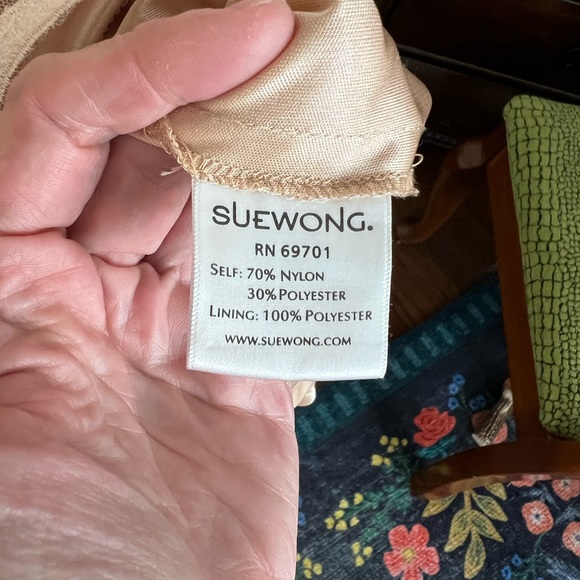 SUEWONG.
RN 69701
SELF: 70% NYLON
30% POLYESTER
LINING: 100% POLYESTER
WWW.SUEWONG.COM